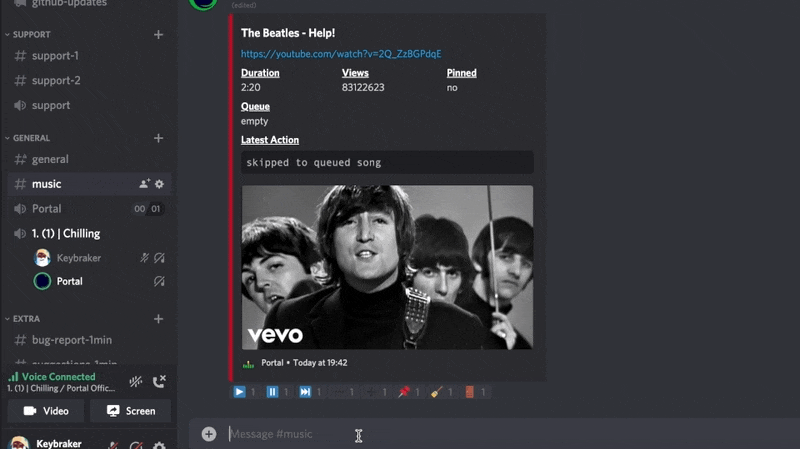 github-updates
SUPPORT
support-1
support-2
support
GENERAL
general
music
Portal 00 01
1. (1) | Chilling
Keybraker
Portal
EXTRA
bug-report-1min
suggestions-1min
Voice Connected
1. (1) | Chilling / Portal Offic...
Video Screen
Keybraker
(edited)
The Beatles - Help!
https://youtube.com/watch?v=2Q_ZzBGPdqE
Duration Views Pinned
2:20 83122623 no
Queue
empty
Latest Action
skipped to queued song
vevo
Portal • Today at 19:42
1 1 1 1 1 1 1 1
Message #music